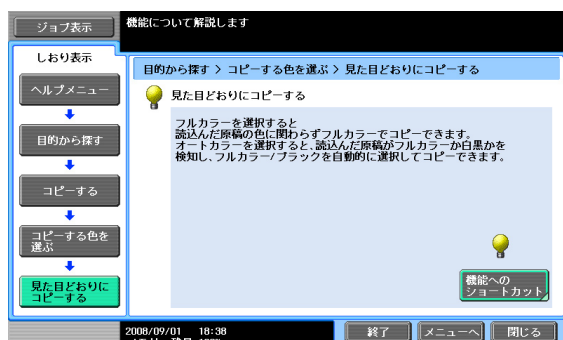 ジョブ表示
機能について解説します
しおり表示
ヘルプメニュー
目的から探す
コピーする
コピーする色を
選ぶ
見た目どおりに
コピーする
目的から探す > コピーする色を選ぶ > 見た目どおりにコピーする
見た目どおりにコピーする
フルカラーを選択すると
読込んだ原稿の色に関わらずフルカラーでコピーできます。
オートカラーを選択すると、読込んだ原稿がフルカラーか白黒かを
検知し、フルカラー/ブラックを自動的に選択してコピーできます。
機能への
ショートカット
2008/09/01 18:38
終了
メニューへ
閉じる